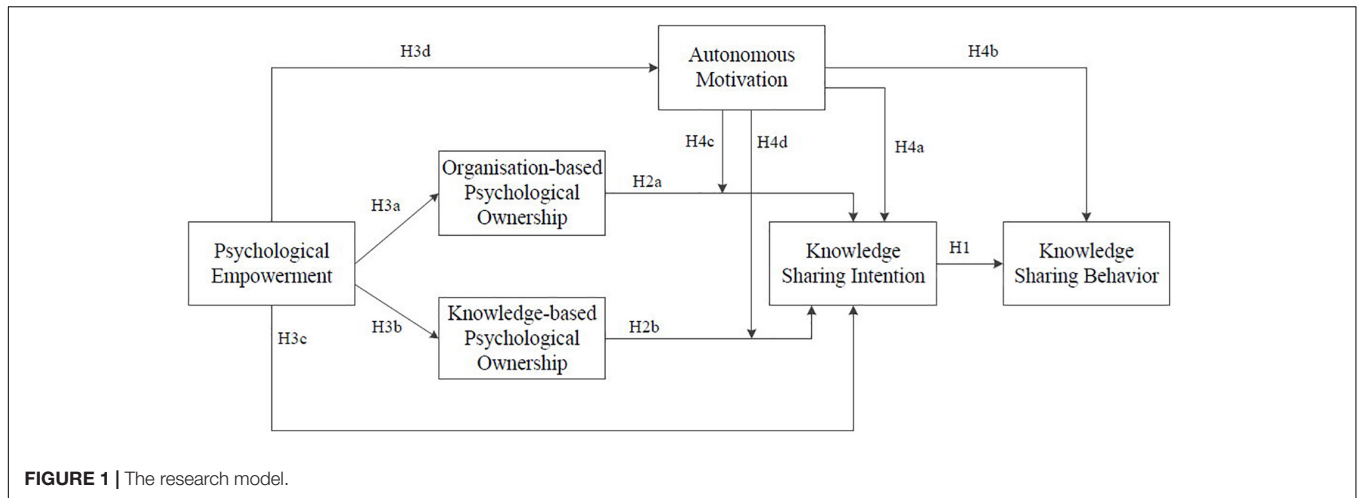 H3d
Autonomous
Motivation
H4b
H4c
H4d
H4a
Organisation-based
Psychological
Ownership
H2a
H3a
Psychological
Empowerment
Knowledge
Sharing Intention
H1
Knowledge
Sharing Behavior
H3b
H3c
Knowledge-based
Psychological
Ownership
H2b
FIGURE 1 | The research model.